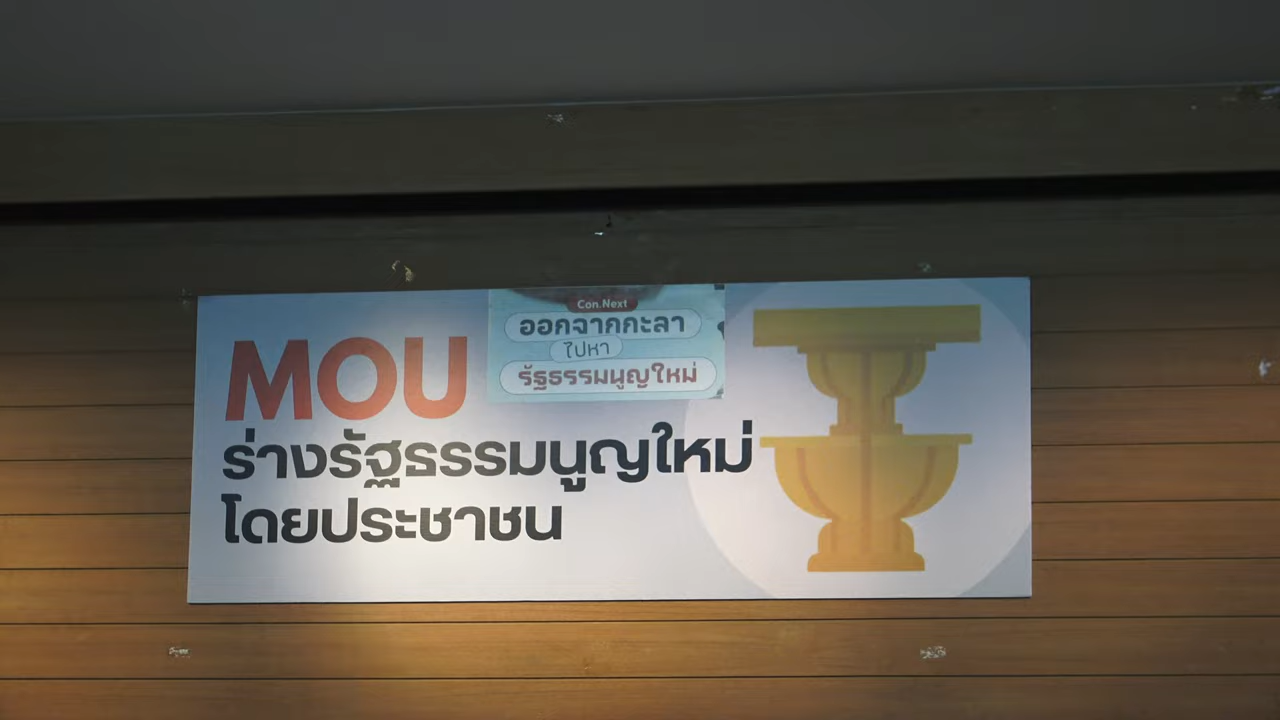 Con.Next
ออกจากกะลา
ไปหา
รัฐธรรมนูญใหม่
MOU
ร่างรัฐธรรมนูญใหม่
โดยประชาชน